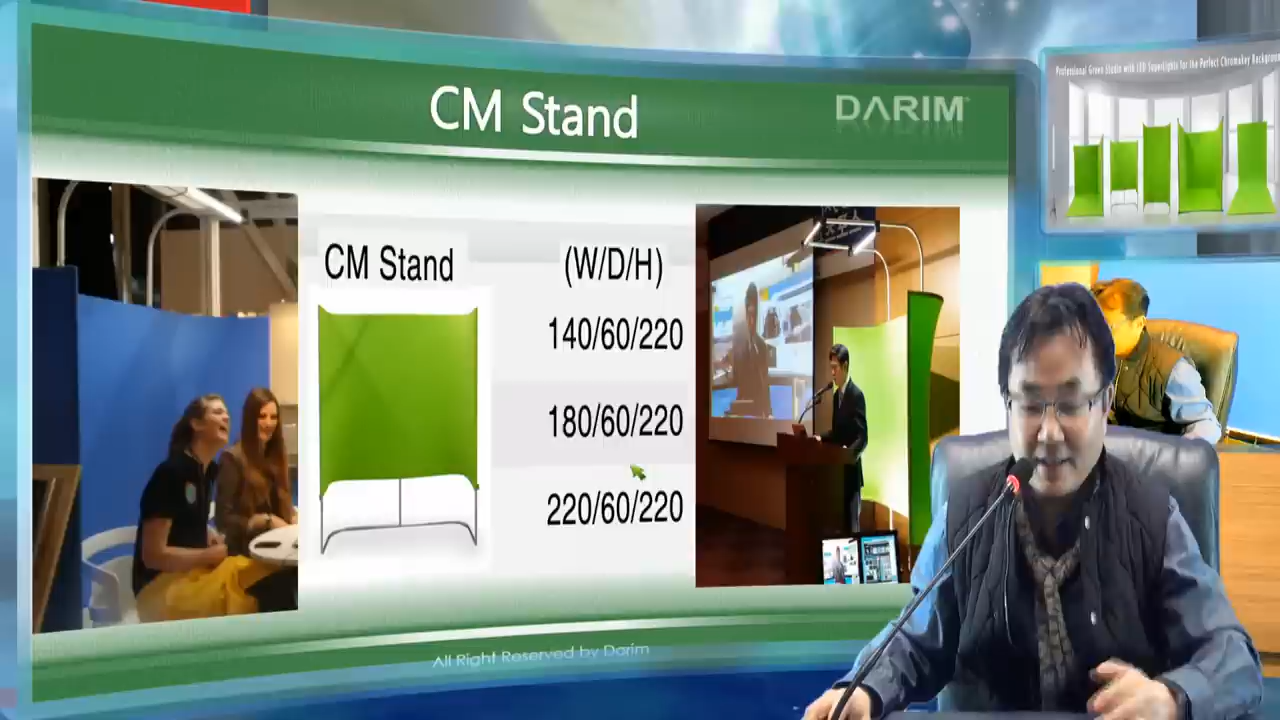 CM Stand
DARIM
Professional Green Studio with LED Superlights for the Perfect Chromakey Background
CM Stand
(W/D/H)
140/60/220
180/60/220
220/60/220
All Right Reserved by Darim